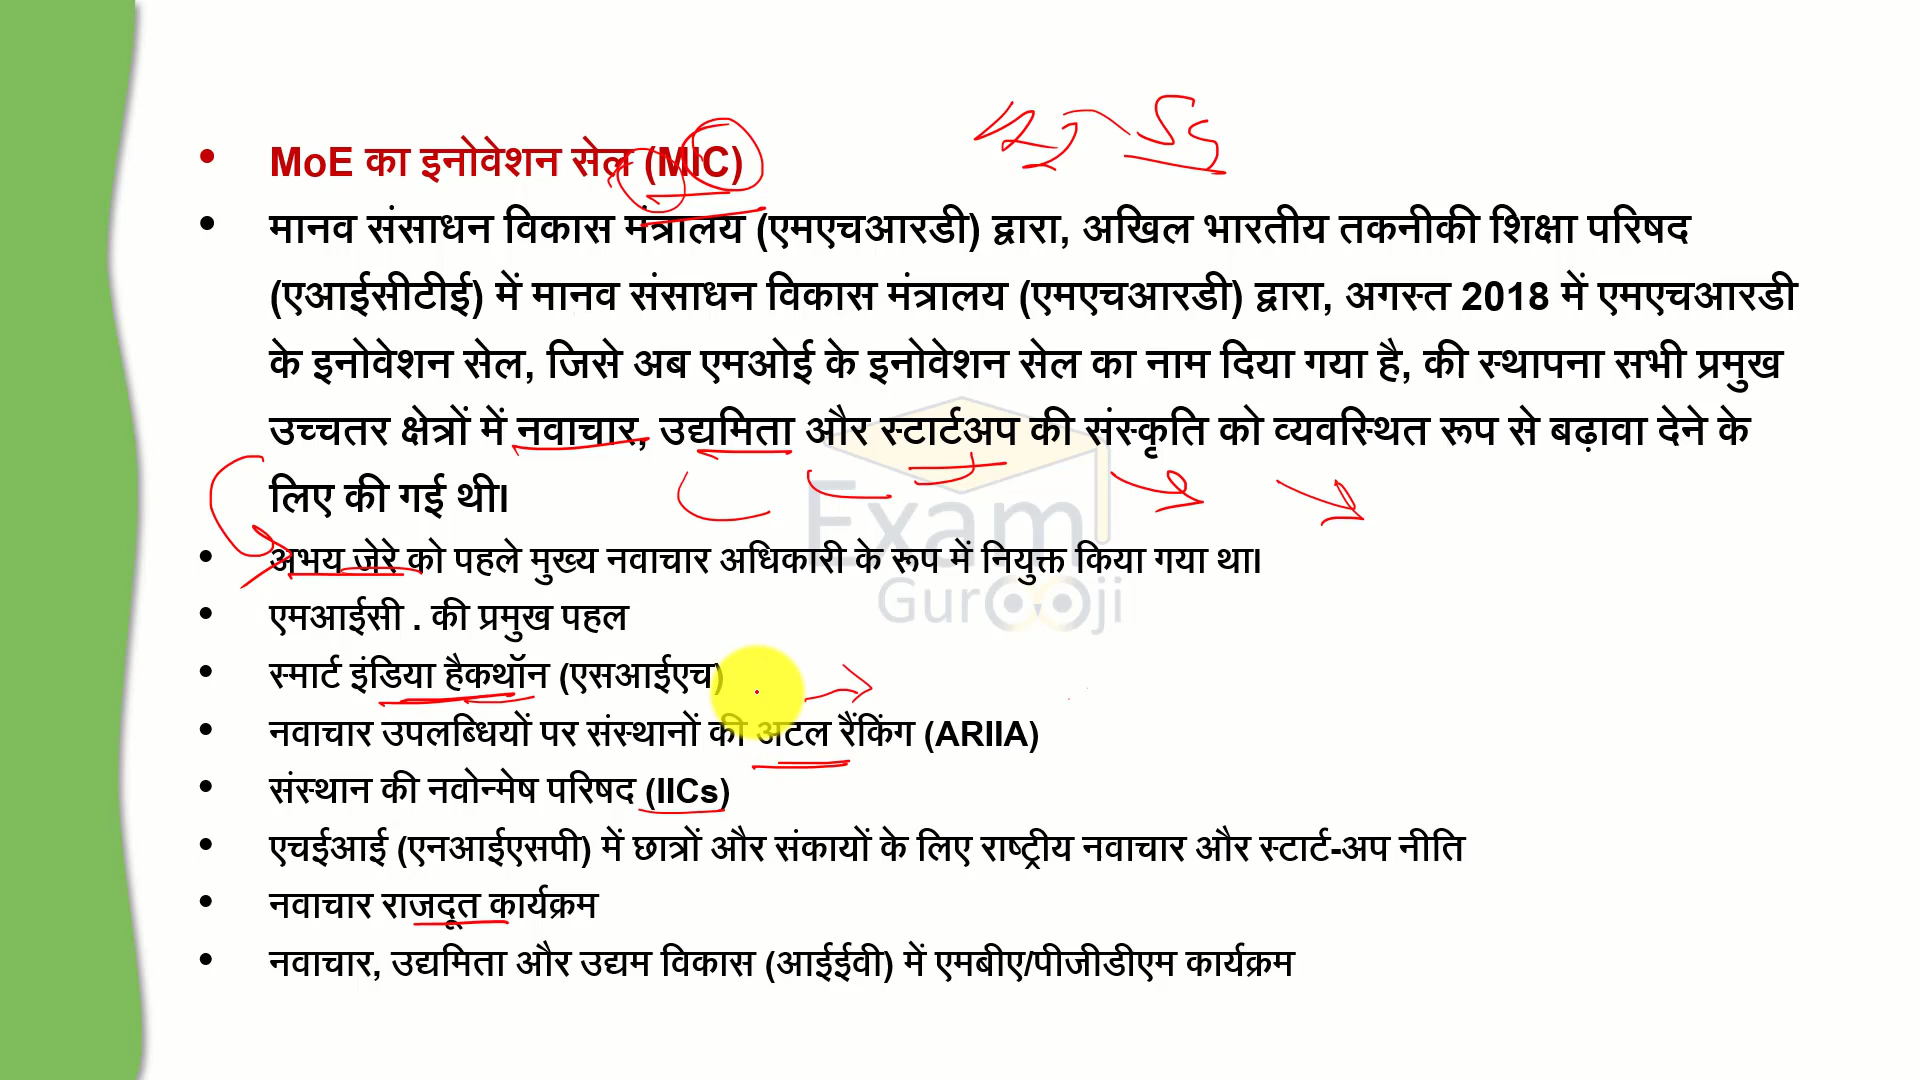 MoE का इनोवेशन सेल (MIC)
मानव संसाधन विकास मंत्रालय (एमएचआरडी) द्वारा, अखिल भारतीय तकनीकी शिक्षा परिषद
(एआईसीटीई) में मानव संसाधन विकास मंत्रालय (एमएचआरडी) द्वारा, अगस्त 2018 में एमएचआरडी
के इनोवेशन सेल, जिसे अब एमओई के इनोवेशन सेल का नाम दिया गया है, की स्थापना सभी प्रमुख
उच्चतर क्षेत्रों में नवाचार, उद्यमिता और स्टार्टअप की संस्कृति को व्यवस्थित रूप से बढ़ावा देने के
लिए की गई थी।
अभय जेरे को पहले मुख्य नवाचार अधिकारी के रूप में नियुक्त किया गया था।
एमआईसी . की प्रमुख पहल
स्मार्ट इंडिया हैकथॉन (एसआईएच)
नवाचार उपलब्धियों पर संस्थानों की अटल रैंकिंग (ARIIA)
संस्थान की नवोन्मेष परिषद (IICs)
एचईआई (एनआईएसपी) में छात्रों और संकायों के लिए राष्ट्रीय नवाचार और स्टार्ट-अप नीति
नवाचार राजदूत कार्यक्रम
नवाचार, उद्यमिता और उद्यम विकास (आईईवी) में एमबीए/पीजीडीएम कार्यक्रम
Exam
Gurooji